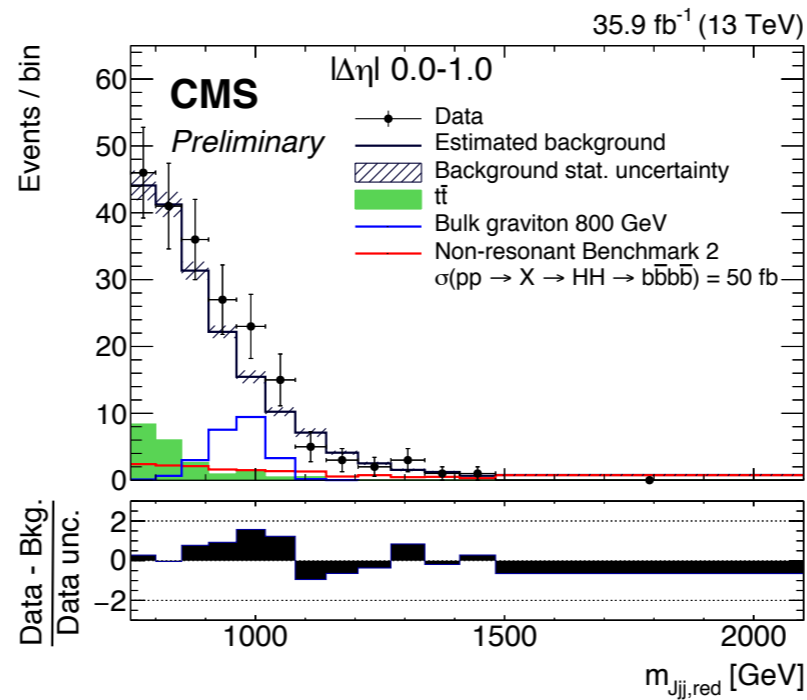 35.9 fb⁻¹ (13 TeV)
Events / bin
60
50
40
30
20
10
0
|Δη| 0.0-1.0
CMS
Preliminary
Data
Estimated background
Background stat. uncertainty
tt̄
Bulk graviton 800 GeV
Non-resonant Benchmark 2
σ(pp → X → HH → bb̄bb̄) = 50 fb
Data - Bkg.
Data unc.
2
0
−2
1000
1500
2000
m_Jjj,red [GeV]